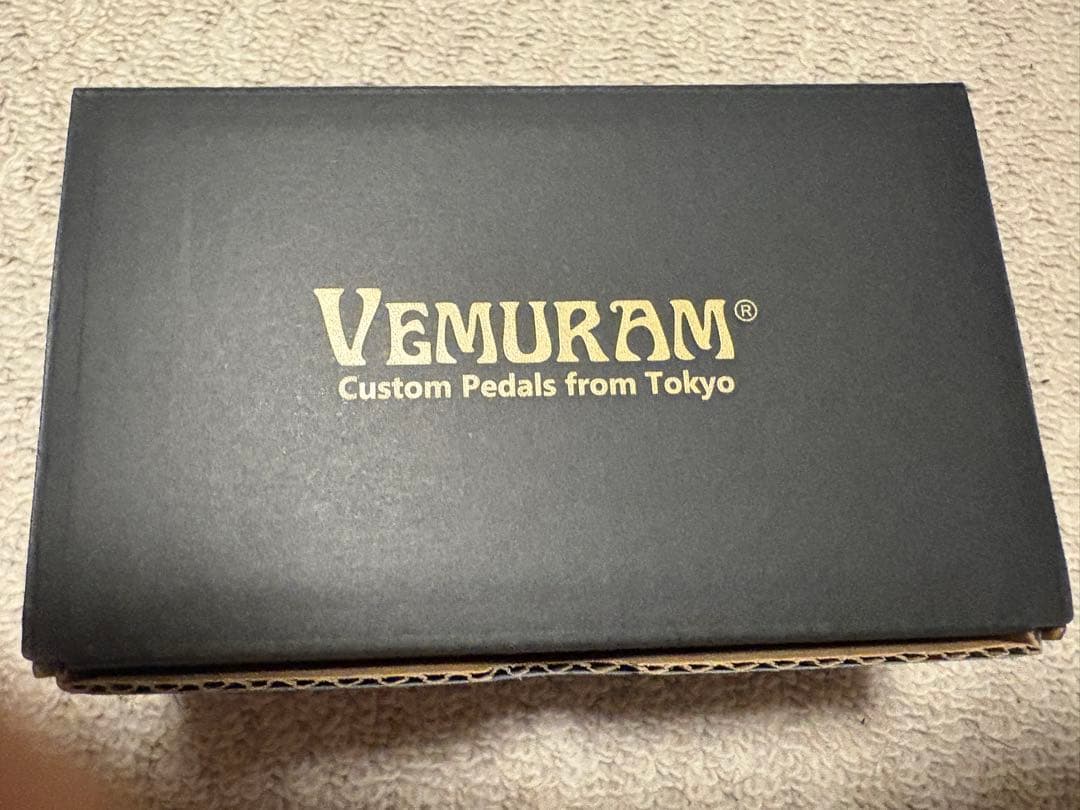 VEMURAM®
Custom Pedals from Tokyo